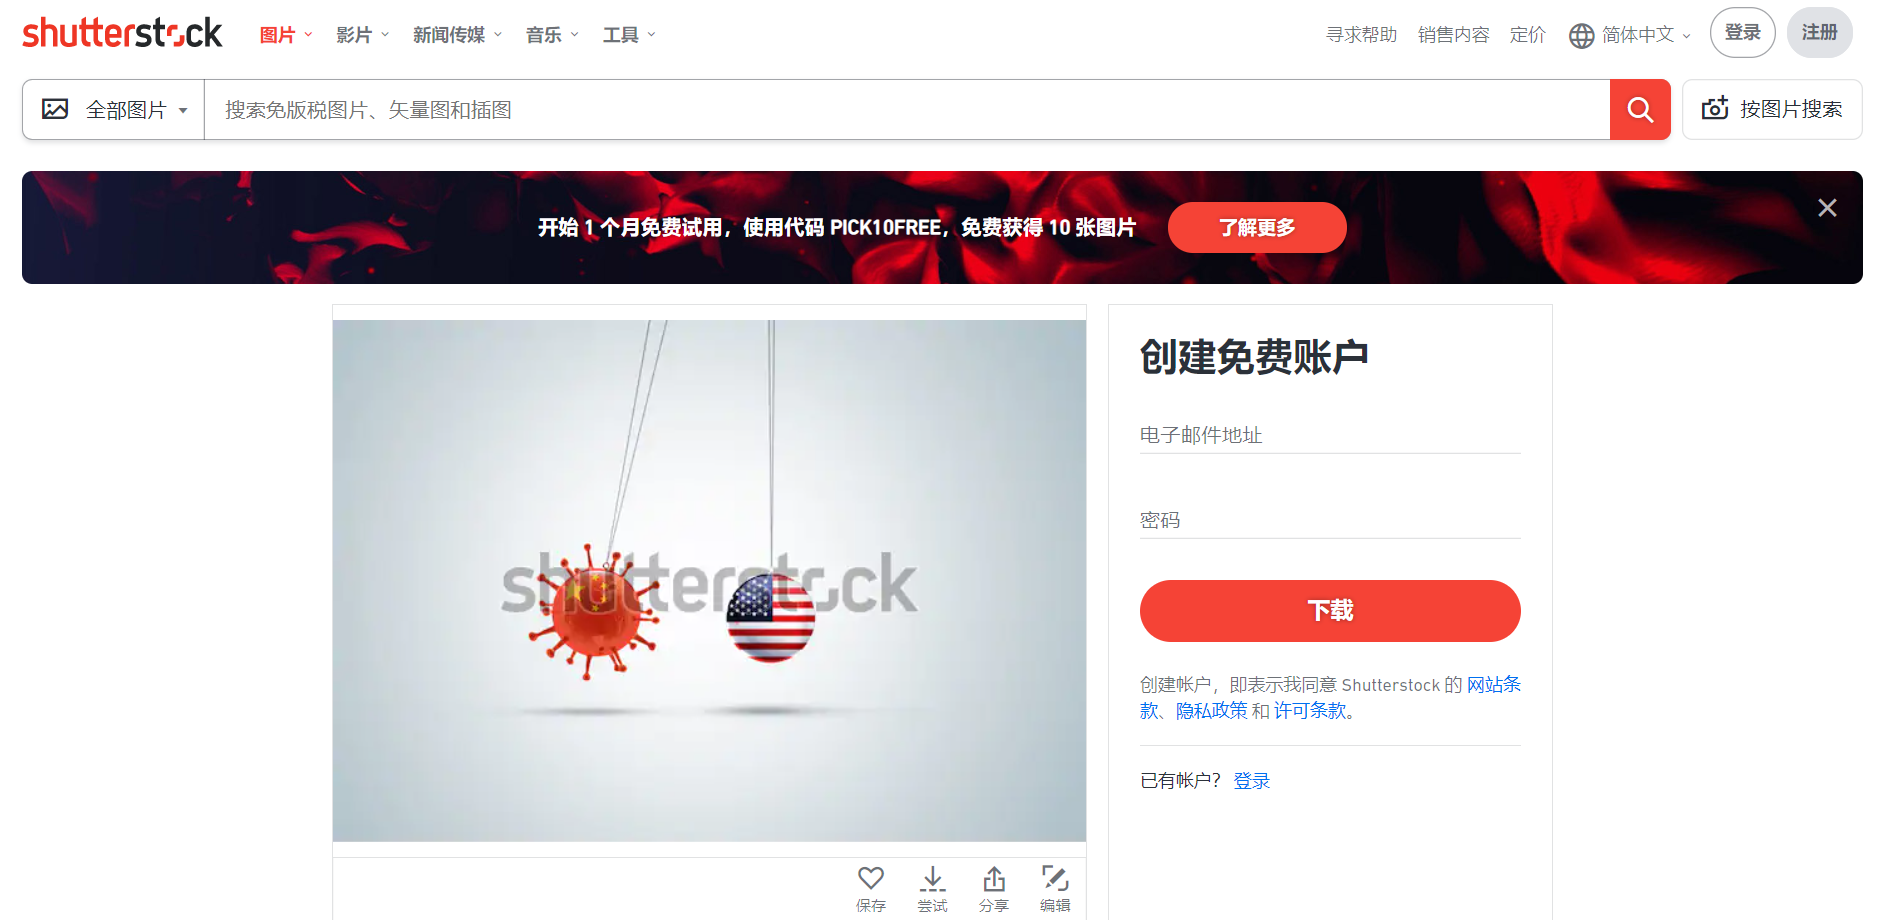 shutterstock
图片
影片
新闻传媒
音乐
工具
寻求帮助
销售内容
定价
简体中文
登录
注册
全部图片
搜索免版税图片、矢量图和插图
按图片搜索
开始 1 个月免费试用，使用代码 PICK10FREE，免费获得 10 张图片
了解更多
shutterstock
保存
尝试
分享
编辑
创建免费账户
电子邮件地址
密码
下载
创建帐户，即表示我同意 Shutterstock 的 网站条
款、隐私政策 和 许可条款。
已有帐户？ 登录